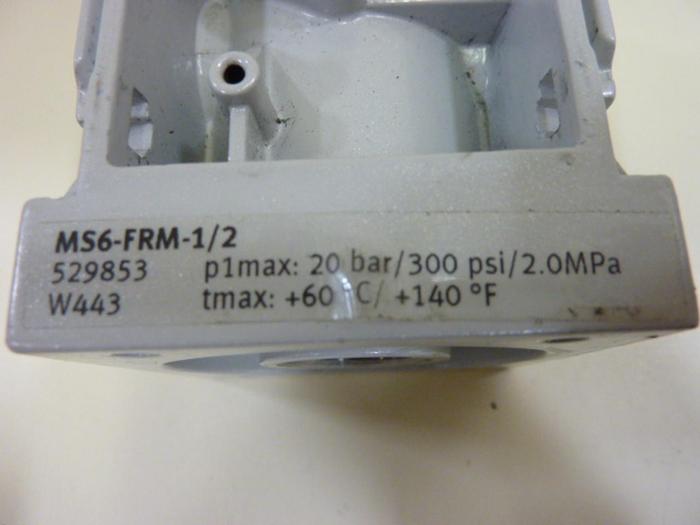 MS6-FRM-1/2
529853 p1max: 20 bar/300 psi/2.0MPa
W443 tmax: +60 °C/ +140 °F